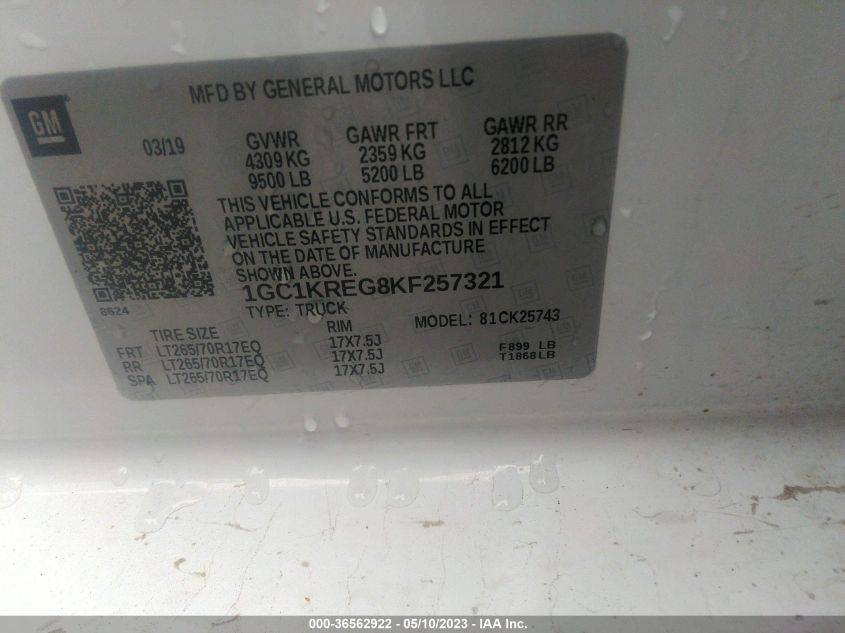 MFD BY GENERAL MOTORS LLC
GM
03/19 GVWR GAWR FRT GAWR RR
4309 KG 2359 KG 2812 KG
9500 LB 5200 LB 6200 LB
THIS VEHICLE CONFORMS TO ALL
APPLICABLE U.S. FEDERAL MOTOR
VEHICLE SAFETY STANDARDS IN EFFECT
ON THE DATE OF MANUFACTURE
SHOWN ABOVE.
1GC1KREG8KF257321
8624
TYPE: TRUCK MODEL: 81CK25743
TIRE SIZE RIM
FRT LT265/70R17EQ 17X7.5J F899 LB
RR LT265/70R17EQ 17X7.5J T1868LB
SPA LT265/70R17EQ 17X7.5J
000-36562922 - 05/10/2023 - IAA Inc.